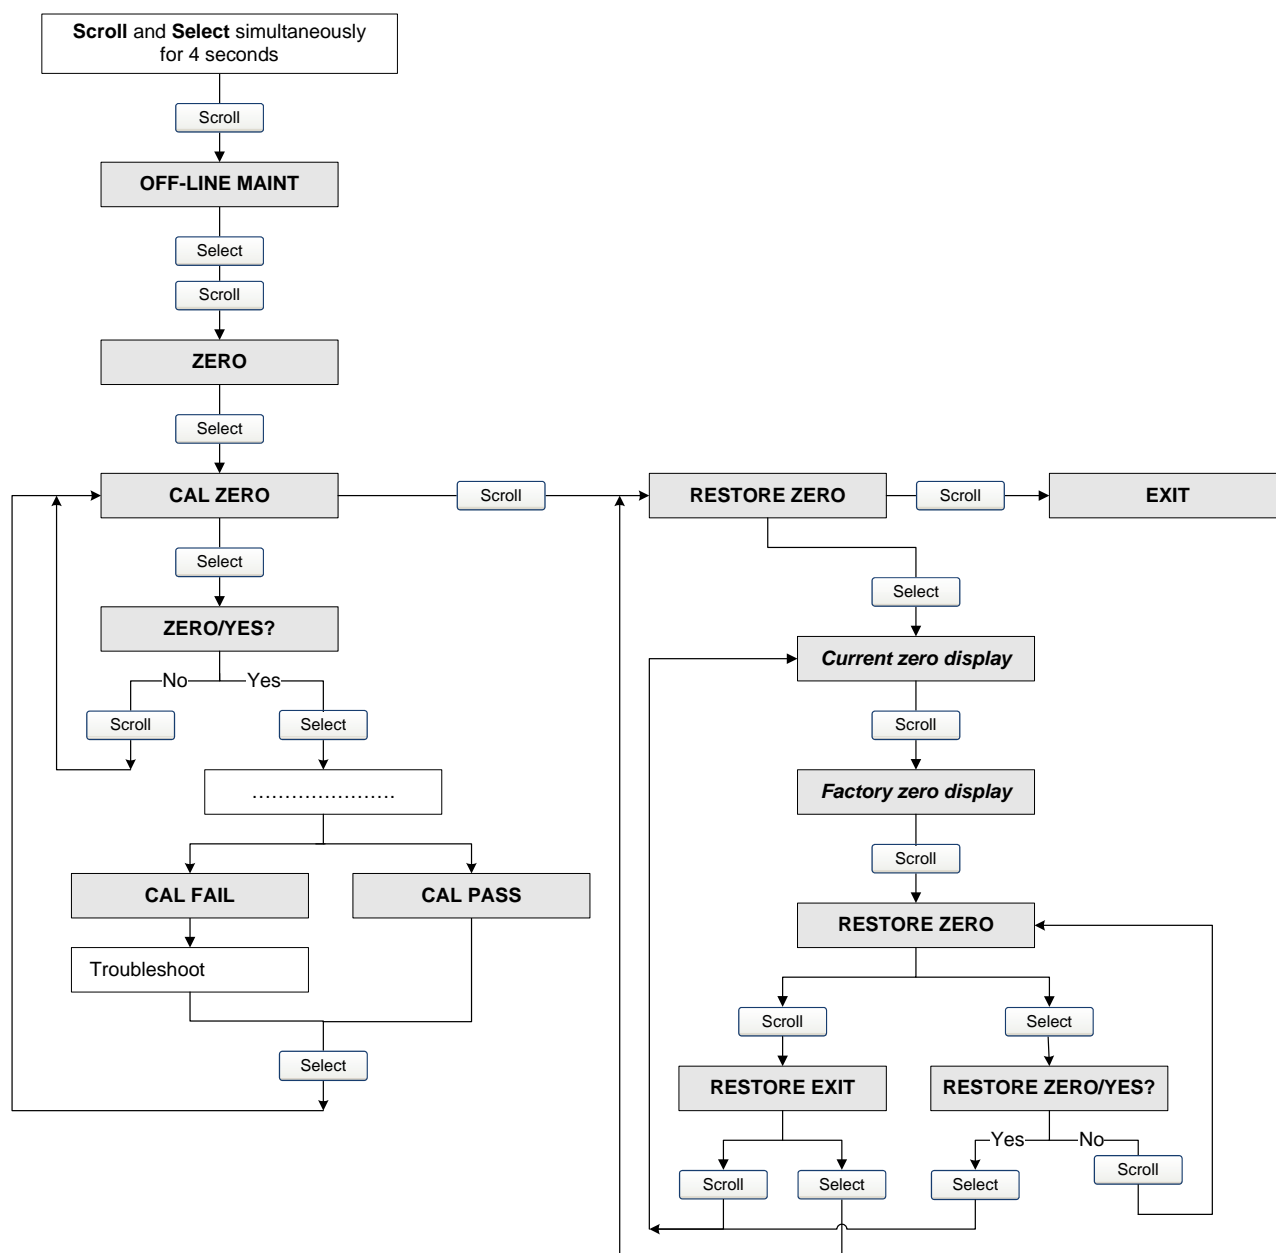 Scroll and Select simultaneously
for 4 seconds
Scroll
OFF-LINE MAINT
Select
Scroll
ZERO
Select
CAL ZERO
Scroll
RESTORE ZERO
Scroll
EXIT
Select
ZERO/YES?
No
Yes
Scroll
Select
......................
CAL FAIL
CAL PASS
Troubleshoot
Select
Select
Current zero display
Scroll
Factory zero display
Scroll
RESTORE ZERO
Scroll
Select
RESTORE EXIT
RESTORE ZERO/YES?
Yes
No
Scroll
Select
Select
Scroll